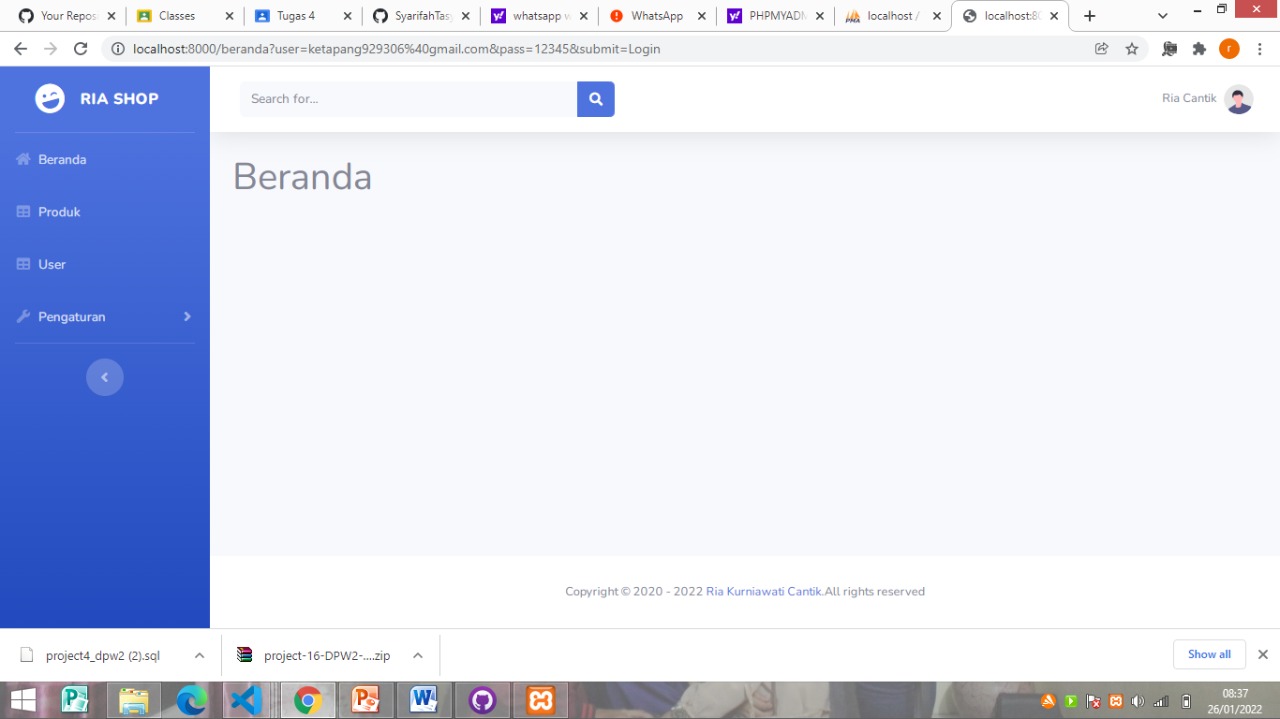 Your Repos
Classes
Tugas 4
SyarifahTas
whatsapp w
WhatsApp
PHPMYADM
localhost /
localhost:80
localhost:8000/beranda?user=ketapang929306%40gmail.com&pass=12345&submit=Login
r
RIA SHOP
Search for...
Ria Cantik
Beranda
Produk
User
Pengaturan
Beranda
Copyright © 2020 - 2022 Ria Kurniawati Cantik.All rights reserved
project4_dpw2 (2).sql
project-16-DPW2-....zip
Show all
08:37
26/01/2022